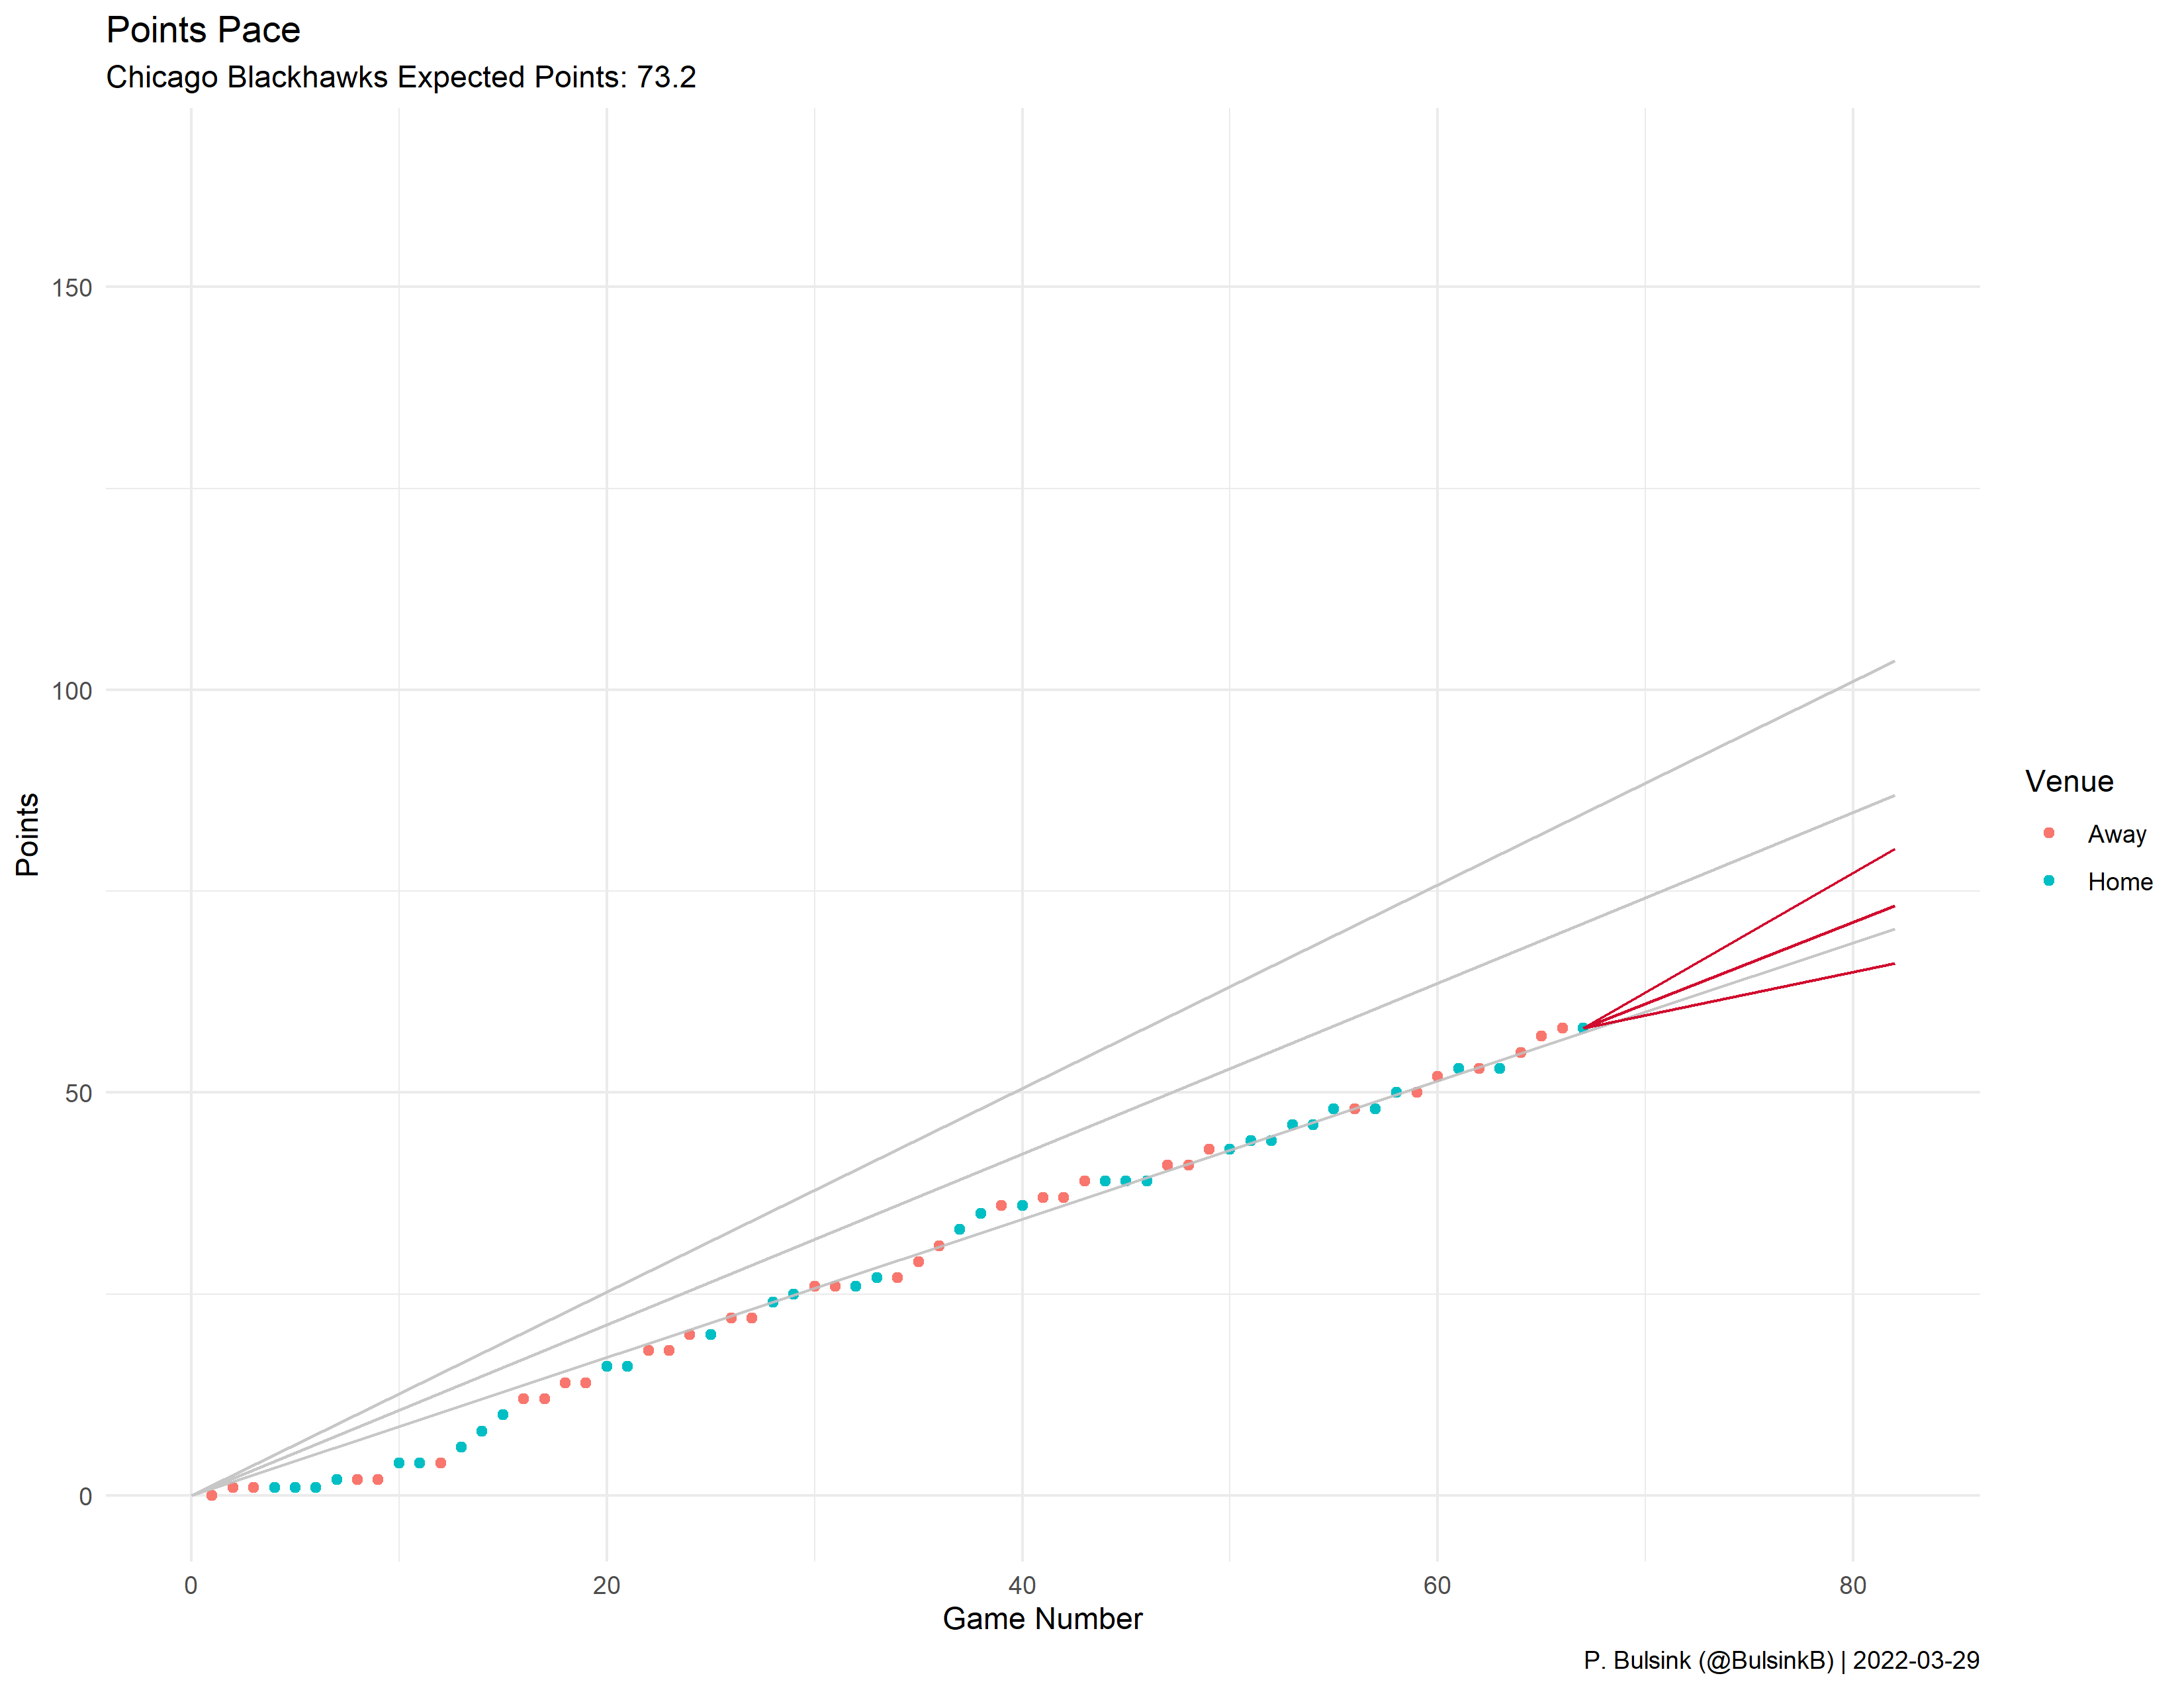 Points Pace
Chicago Blackhawks Expected Points: 73.2
150
100
50
0
Points
0 20 40 60 80
Game Number
Venue
Away
Home
P. Bulsink (@BulsinkB) | 2022-03-29